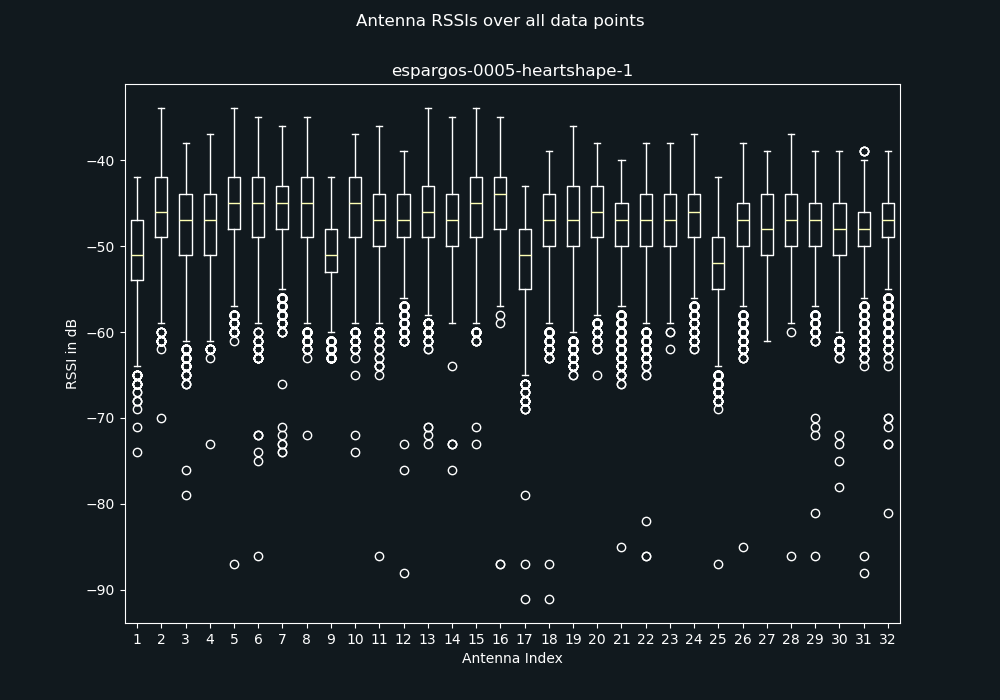 Antenna RSSIs over all data points
espargos-0005-heartshape-1
RSSI in dB
−40
−50
−60
−70
−80
−90
1 2 3 4 5 6 7 8 9 10 11 12 13 14 15 16 17 18 19 20 21 22 23 24 25 26 27 28 29 30 31 32
Antenna Index